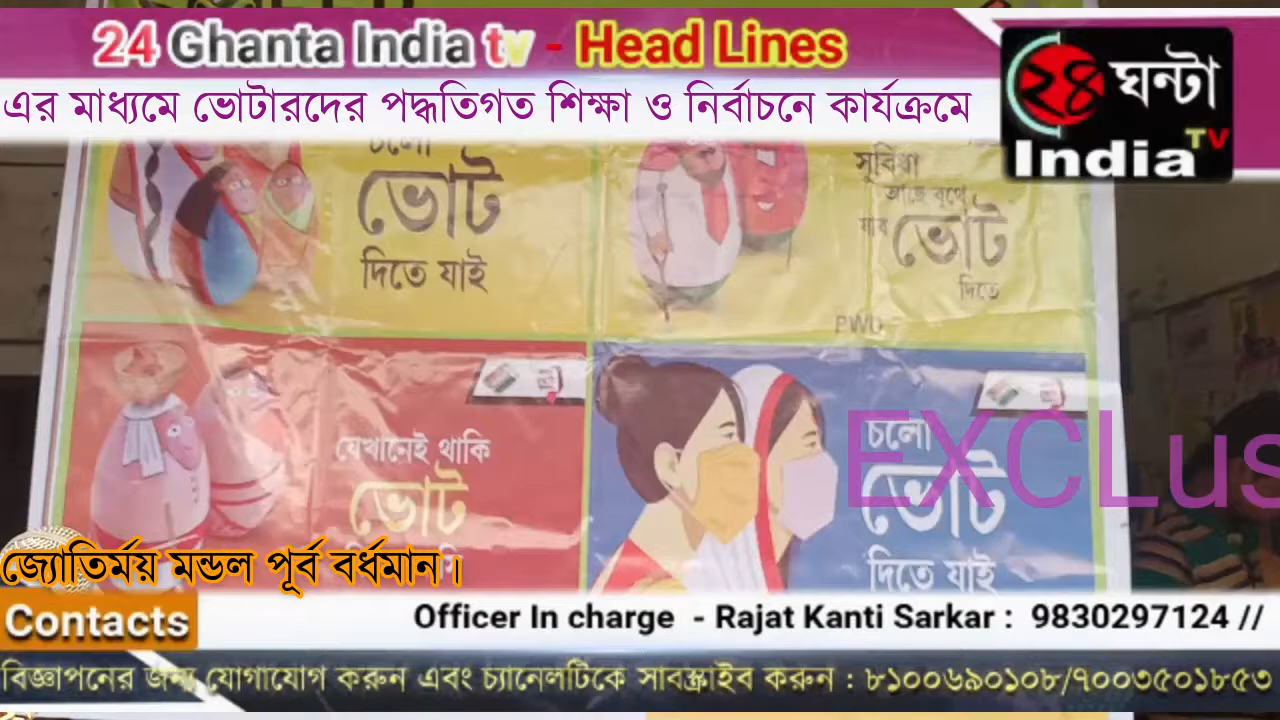 24 Ghanta India tv - Head Lines
২৪ ঘন্টা
India TV
এর মাধ্যমে ভোটারদের পদ্ধতিগত শিক্ষা ও নির্বাচনে কার্যক্রমে
চলো
ভোট
দিতে যাই
সুবিধা
আছে বুথে
যাব ভোট
দিতে
PWD
যেখানেই থাকি
ভোট
চলো
ভোট
দিতে যাই
EXCLus
জ্যোতির্ময় মন্ডল পূর্ব বর্ধমান।
Contacts
Officer In charge - Rajat Kanti Sarkar : 9830297124 //
বিজ্ঞাপনের জন্য যোগাযোগ করুন এবং চ্যানেলটিকে সাবস্ক্রাইব করুন : ৮১০০৬৯০১০৮/৭০০৩৫০১৮৫৩